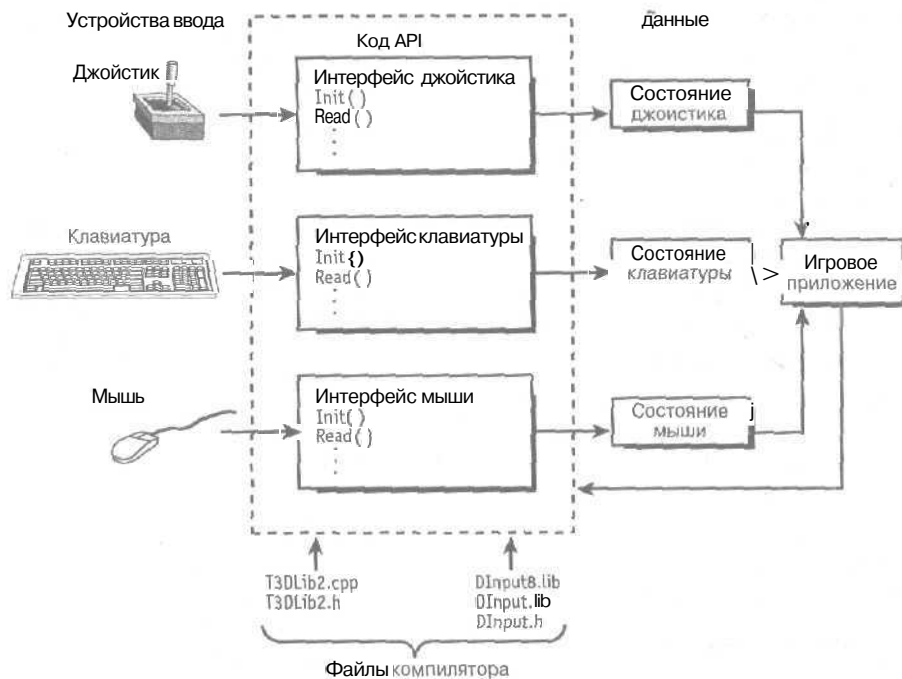 Устройства ввода
данные
Код API
Джойстик
Интерфейс джойстика
Init()
Read()
Состояние
джоистика
Клавиатура
Интерфейс клавиатуры
Init{)
Read()
Состояние
клавиатуры
Игровое
приложение
Мышь
Интерфейс мыши
Init()
Read()
Состояние
мыши
T3DLib2.cpp
T3DLib2.h
DInput8.lib
DInput.lib
DInput.h
Файлы компилятора